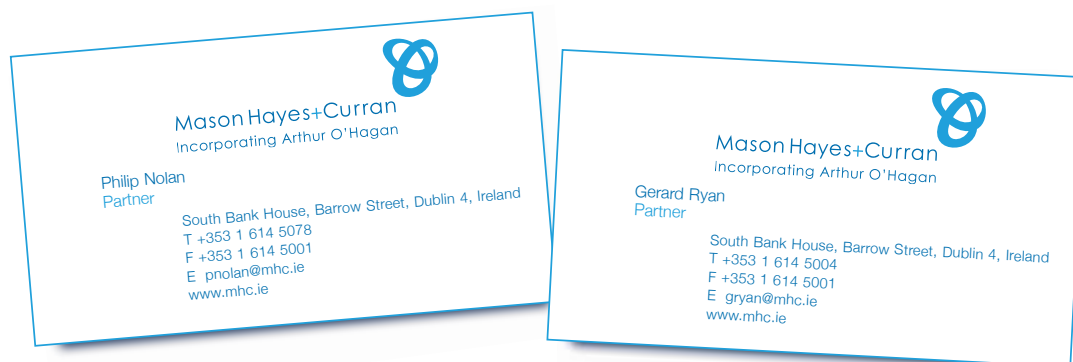 Mason Hayes+Curran
Incorporating Arthur O'Hagan
Philip Nolan
Partner
South Bank House, Barrow Street, Dublin 4, Ireland
T +353 1 614 5078
F +353 1 614 5001
E pnolan@mhc.ie
www.mhc.ie
Mason Hayes+Curran
Incorporating Arthur O'Hagan
Gerard Ryan
Partner
South Bank House, Barrow Street, Dublin 4, Ireland
T +353 1 614 5004
F +353 1 614 5001
E gryan@mhc.ie
www.mhc.ie